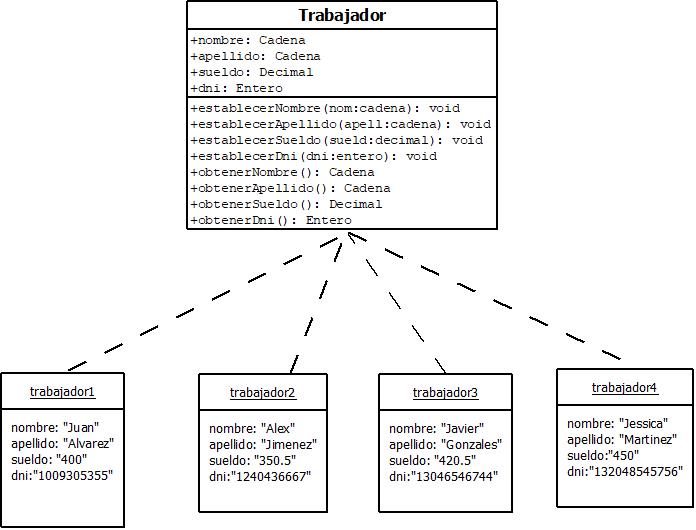 Trabajador
+nombre: Cadena
+apellido: Cadena
+sueldo: Decimal
+dni: Entero
+establecerNombre(nom:cadena): void
+establecerApellido(apell:cadena): void
+establecerSueldo(sueld:decimal): void
+establecerDni(dni:entero): void
+obtenerNombre(): Cadena
+obtenerApellido(): Cadena
+obtenerSueldo(): Decimal
+obtenerDni(): Entero
trabajador1
nombre: "Juan"
apellido: "Alvarez"
sueldo: "400"
dni:"1009305355"
trabajador2
nombre: "Alex"
apellido: "Jimenez"
sueldo: "350.5"
dni:"1240436667"
trabajador3
nombre: "Javier"
apellido: "Gonzales"
sueldo: "420.5"
dni:"13046546744"
trabajador4
nombre: "Jessica"
apellido: "Martinez"
sueldo:"450"
dni:"132048545756"